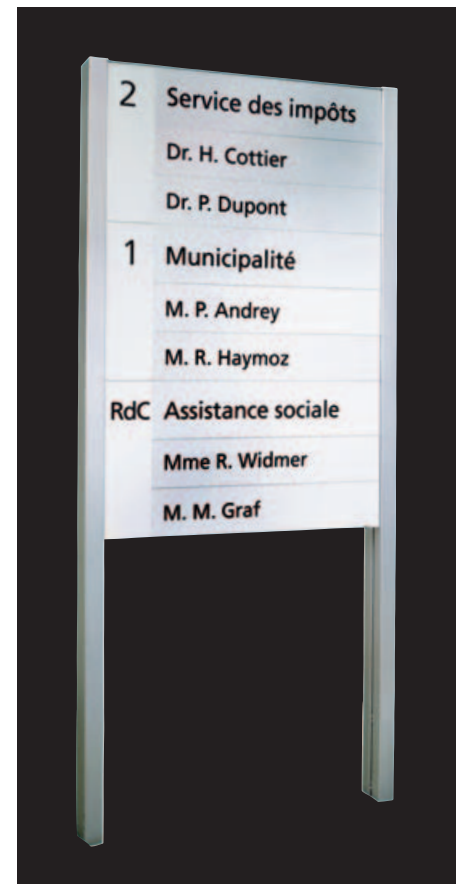 2 Service des impôts
Dr. H. Cottier
Dr. P. Dupont
1 Municipalité
M. P. Andrey
M. R. Haymoz
RdC Assistance sociale
Mme R. Widmer
M. M. Graf